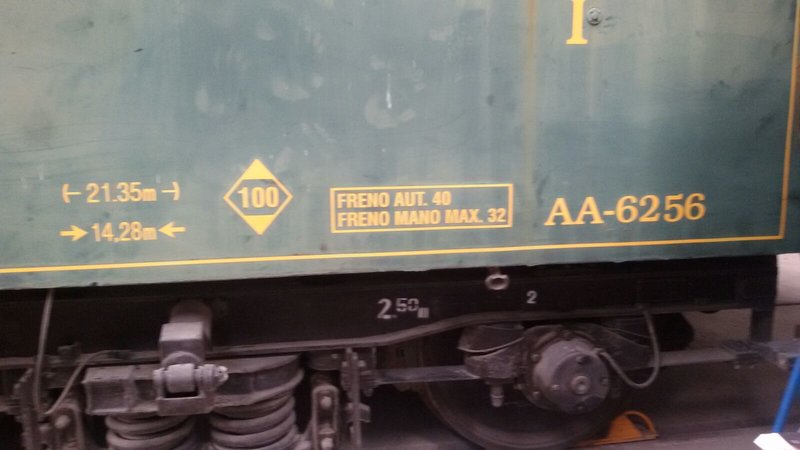 I
21.35m
14,28m
100
FRENO AUT. 40
FRENO MANO MAX. 32
AA-6256
2.50m
2